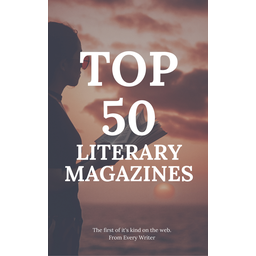 TOP
50
LITERARY
MAGAZINES
The first of it's kind on the web.
From Every Writer